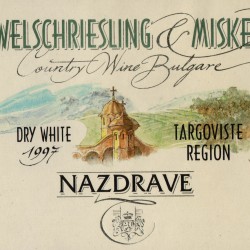 WELSCHRIESLING & MISKE
Country Wine Bulgare
DRY WHITE
1997
TARGOVISTE
REGION
NAZDRAVE